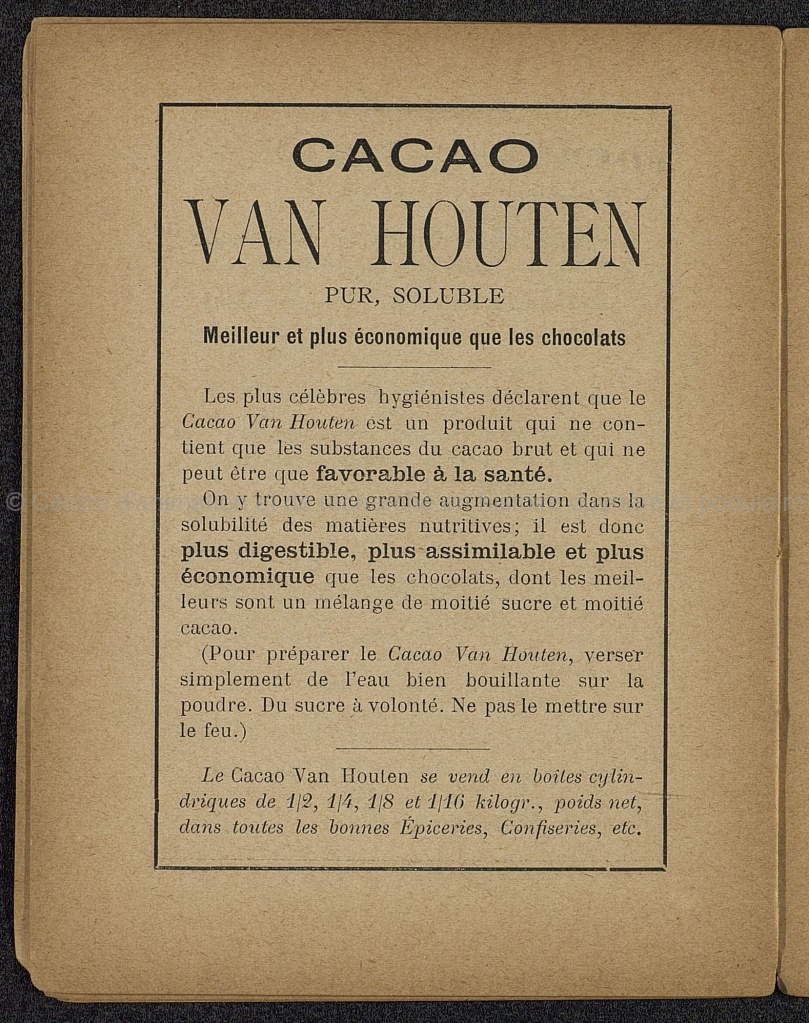 CACAO
VAN HOUTEN
PUR, SOLUBLE
Meilleur et plus économique que les chocolats
Les plus célèbres hygiénistes déclarent que le
Cacao Van Houten est un produit qui ne con-
tient que les substances du cacao brut et qui ne
peut être que favorable à la santé.
On y trouve une grande augmentation dans la
solubilité des matières nutritives; il est donc
plus digestible, plus assimilable et plus
économique que les chocolats, dont les meil-
leurs sont un mélange de moitié sucre et moitié
cacao.
(Pour préparer le Cacao Van Houten, verser
simplement de l'eau bien bouillante sur la
poudre. Du sucre à volonté. Ne pas le mettre sur
le feu.)
Le Cacao Van Houten se vend en boîtes cylin-
driques de 1/2, 1/4, 1/8 et 1/16 kilogr., poids net,
dans toutes les bonnes Épiceries, Confiseries, etc.